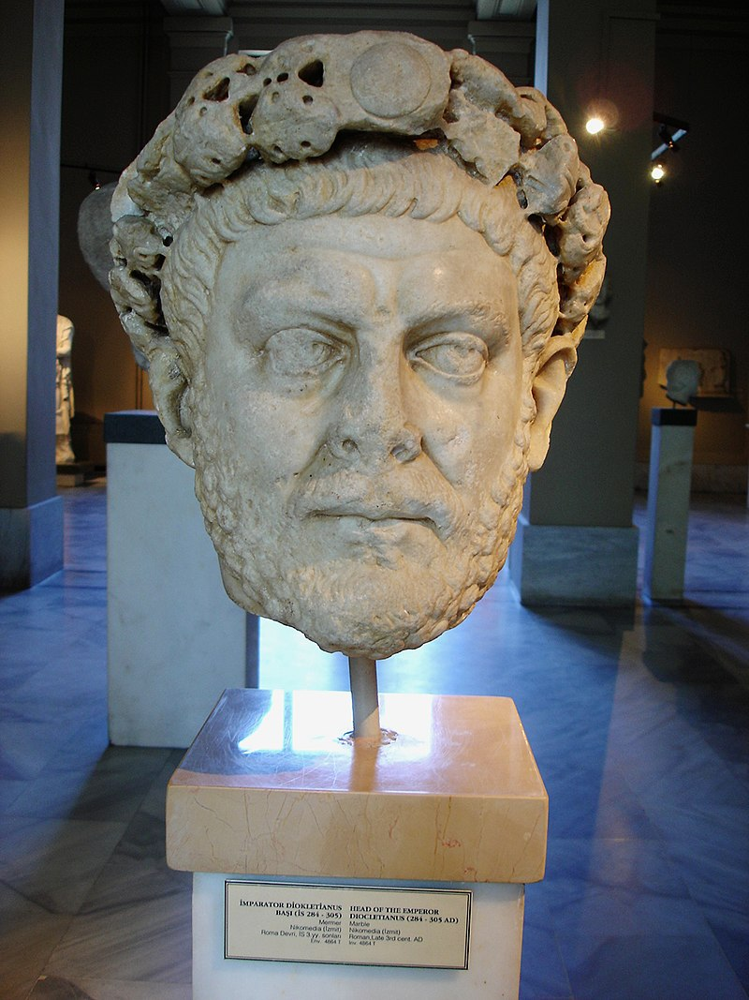 İMPARATOR DİOKLETİANUS
BAŞI (İS 284 - 305)
Mermer
Nikomedia (İzmit)
Roma Devri, İS 3.yy. sonları
Env. 4864 T
HEAD OF THE EMPEROR
DIOCLETIANUS (284 - 305 AD)
Marble
Nikomedia (İzmit)
Roman,Late 3rd cent. AD
Inv. 4864 T